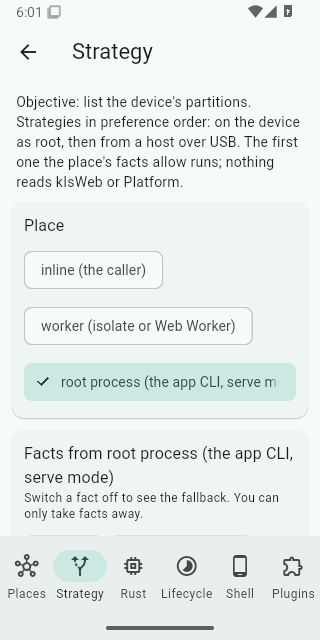 6:01
Strategy
Objective: list the device's partitions.
Strategies in preference order: on the device
as root, then from a host over USB. The first
one the place's facts allow runs; nothing
reads kIsWeb or Platform.
Place
inline (the caller)
worker (isolate or Web Worker)
root process (the app CLI, serve m
Facts from root process (the app CLI,
serve mode)
Switch a fact off to see the fallback. You can
only take facts away.
Places Strategy Rust Lifecycle Shell Plugins